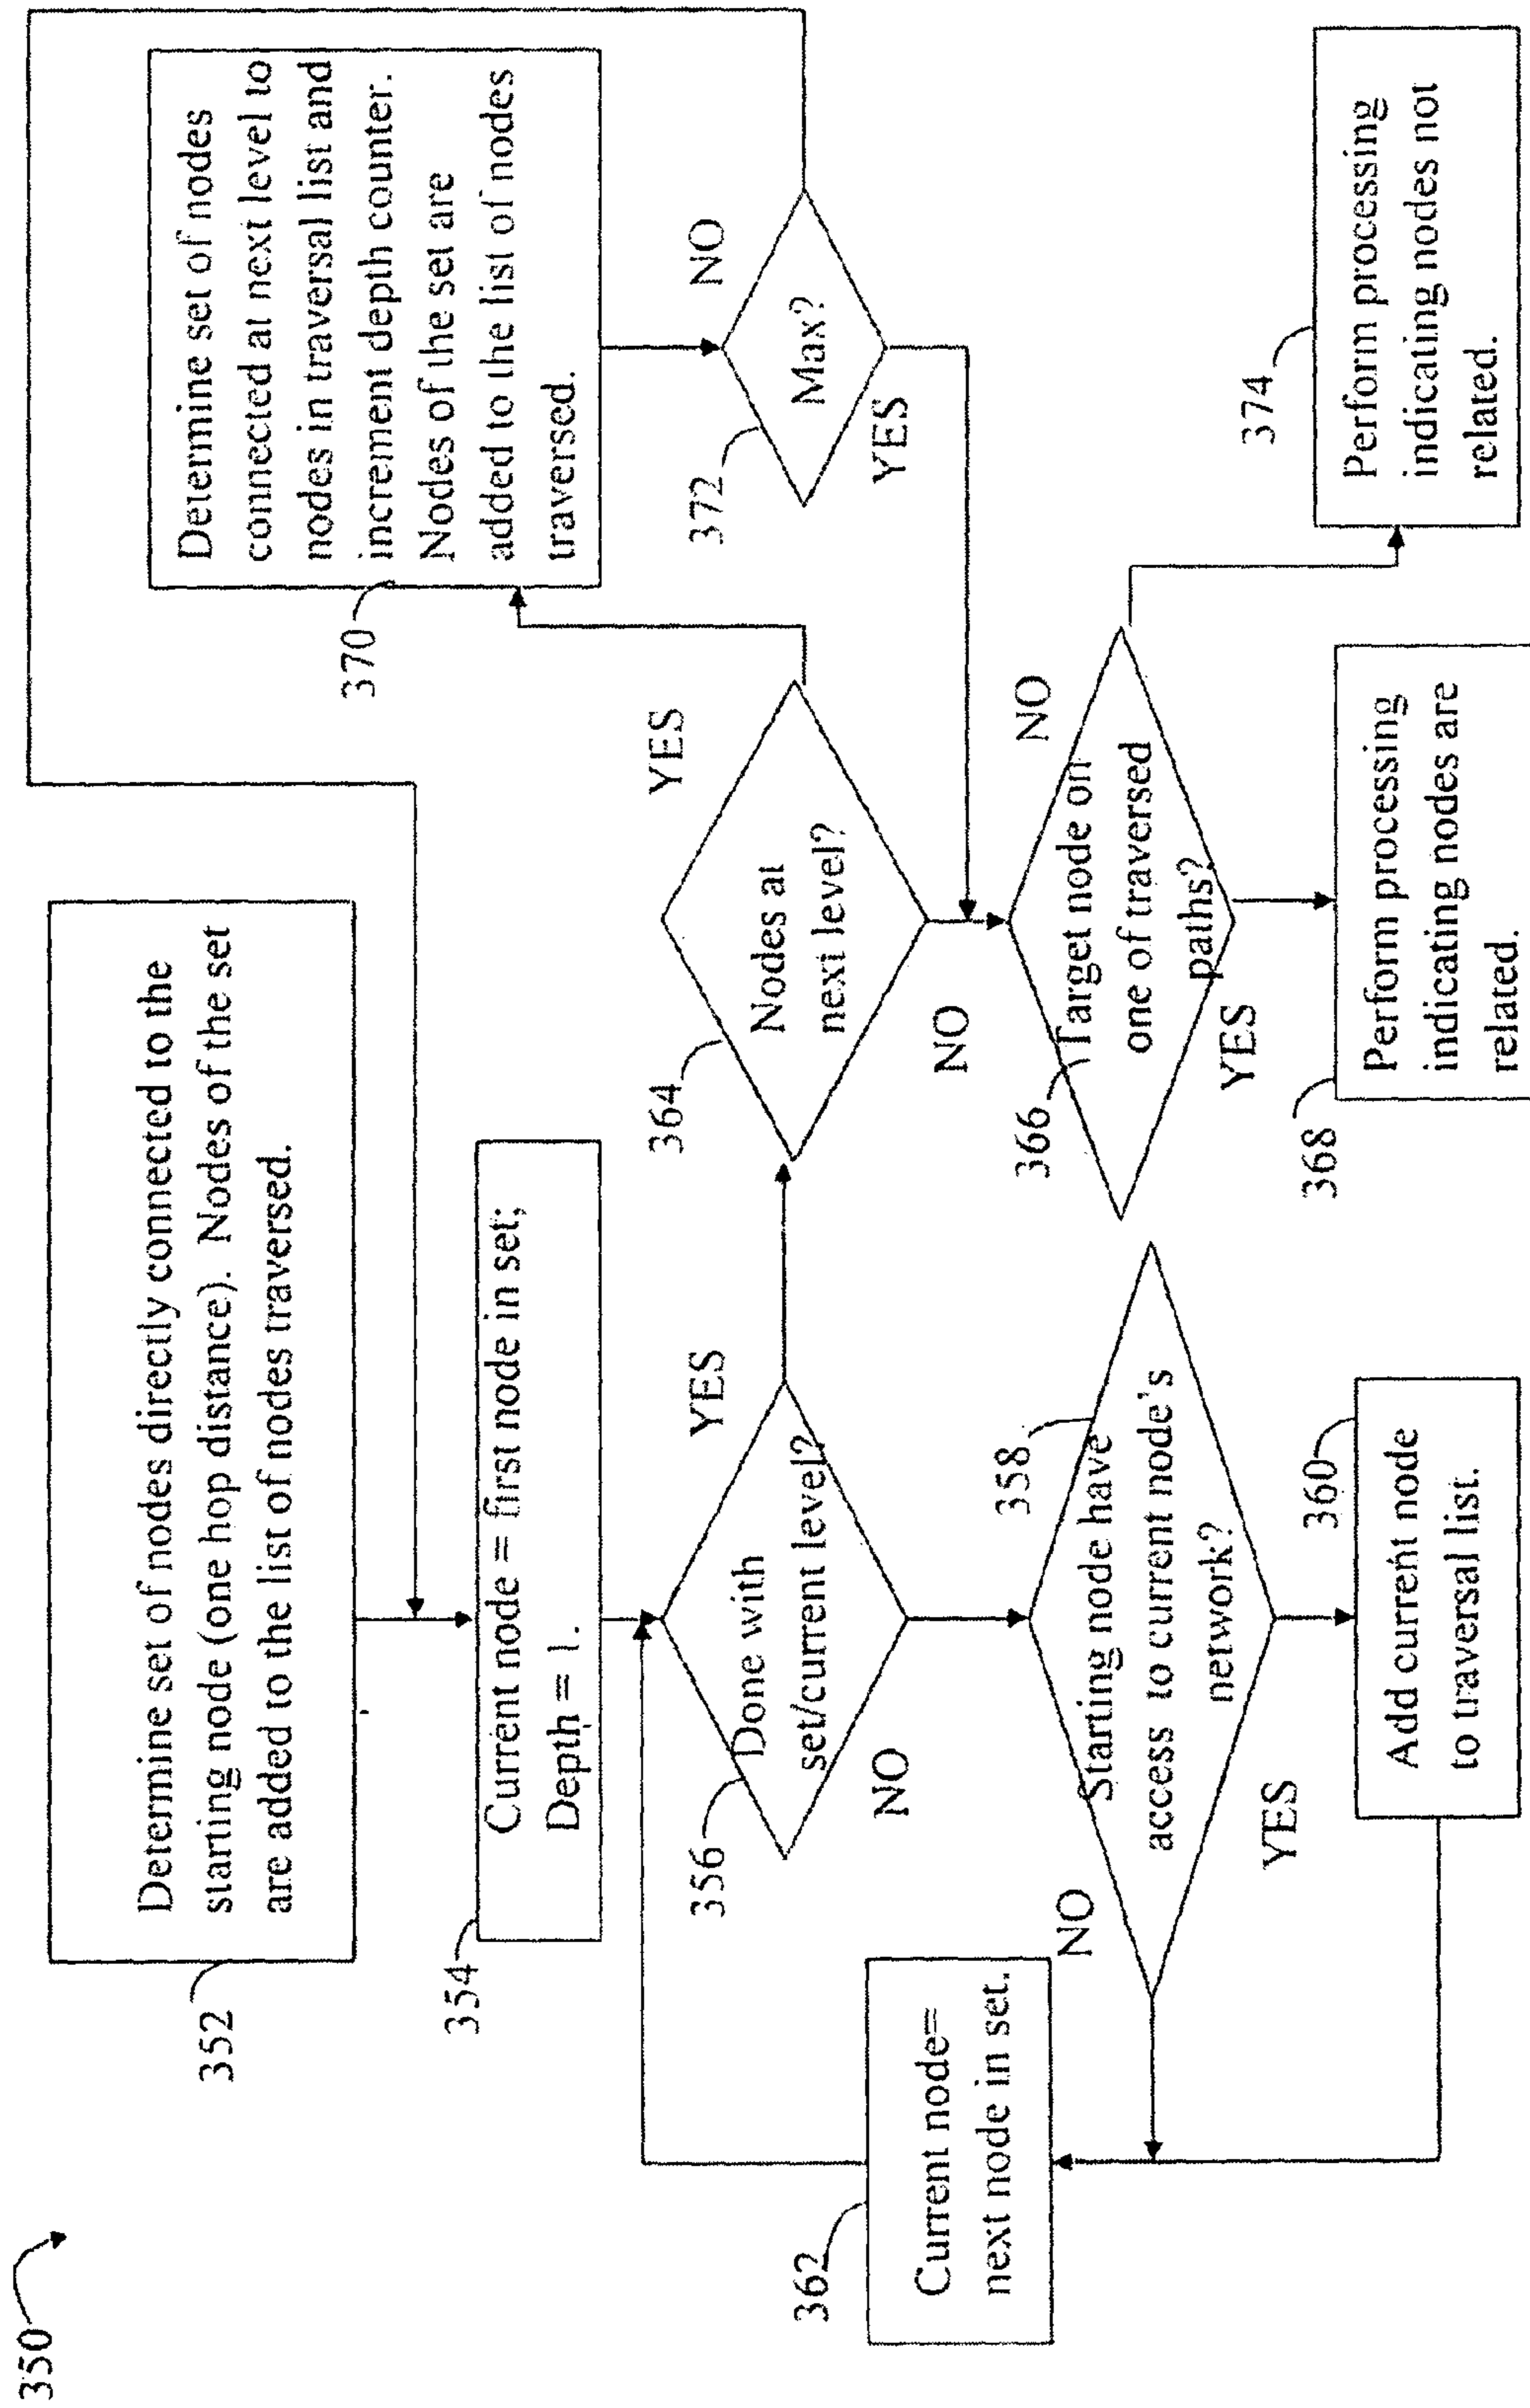 350
352
Determine set of nodes directly connected to the
starting node (one hop distance). Nodes of the set
are added to the list of nodes traversed.
354
Current node = first node in set;
Depth = 1.
356
Done with
set/current level?
YES
NO
358
Starting node have
access to current node's
network?
NO
YES
360
Add current node
to traversal list.
362
Current node=
next node in set.
364
Nodes at
next level?
YES
NO
366
Target node on
one of traversed
paths?
NO
YES
368
Perform processing
indicating nodes are
related.
370
Determine set of nodes
connected at next level to
nodes in traversal list and
increment depth counter.
Nodes of the set are
added to the list of nodes
traversed.
372
Max?
NO
YES
374
Perform processing
indicating nodes not
related.